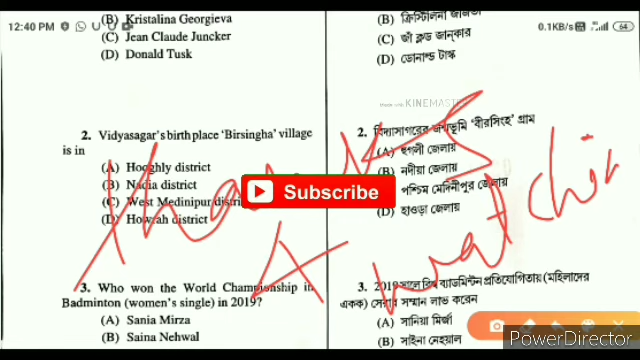 12:40 PM
0.1KB/s
64
(B) Kristalina Georgieva
(C) Jean Claude Juncker
(D) Donald Tusk
2. Vidyasagar's birth place 'Birsingha' village
is in
(A) Hooghly district
(B) Nadia district
(C) West Medinipur
(D) Howrah district
3. Who won the World Championship in
Badminton (women's single) in 2019?
(A) Sania Mirza
(B) Saina Nehwal
(B) ক্রিস্টালিনা
(C) জাঁ ক্লড জান্‌কার
(D) ডোনাল্ড টাস্ক
Made with KINEMASTER
2. বিদ্যাসাগরের জন্মভূমি 'বীরসিংহ' গ্রাম
(A) হুগলী জেলায়
(B) নদীয়া জেলায়
পশ্চিম মেদিনীপুর জেলায়
(D) হাওড়া জেলায়
3. 2019 সালে বিশ্ব ব্যাডমিন্টন প্রতিযোগিতায় (মহিলাদের
একক) সেরার সম্মান লাভ করেন
(A) সানিয়া মির্জা
(B) সাইনা নেহয়াল
Subscribe
PowerDirector